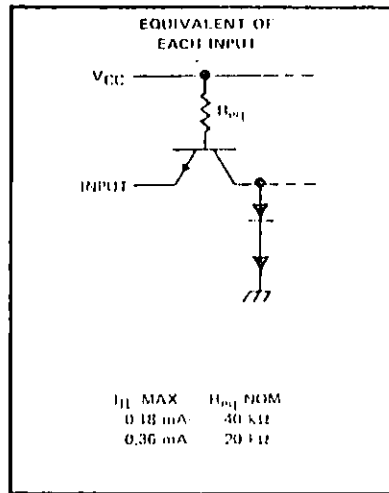 EQUIVALENT OF
EACH INPUT
VCC
Req
INPUT
IIL MAX Req NOM
0.18 mA 40 kΩ
0.36 mA 20 kΩ